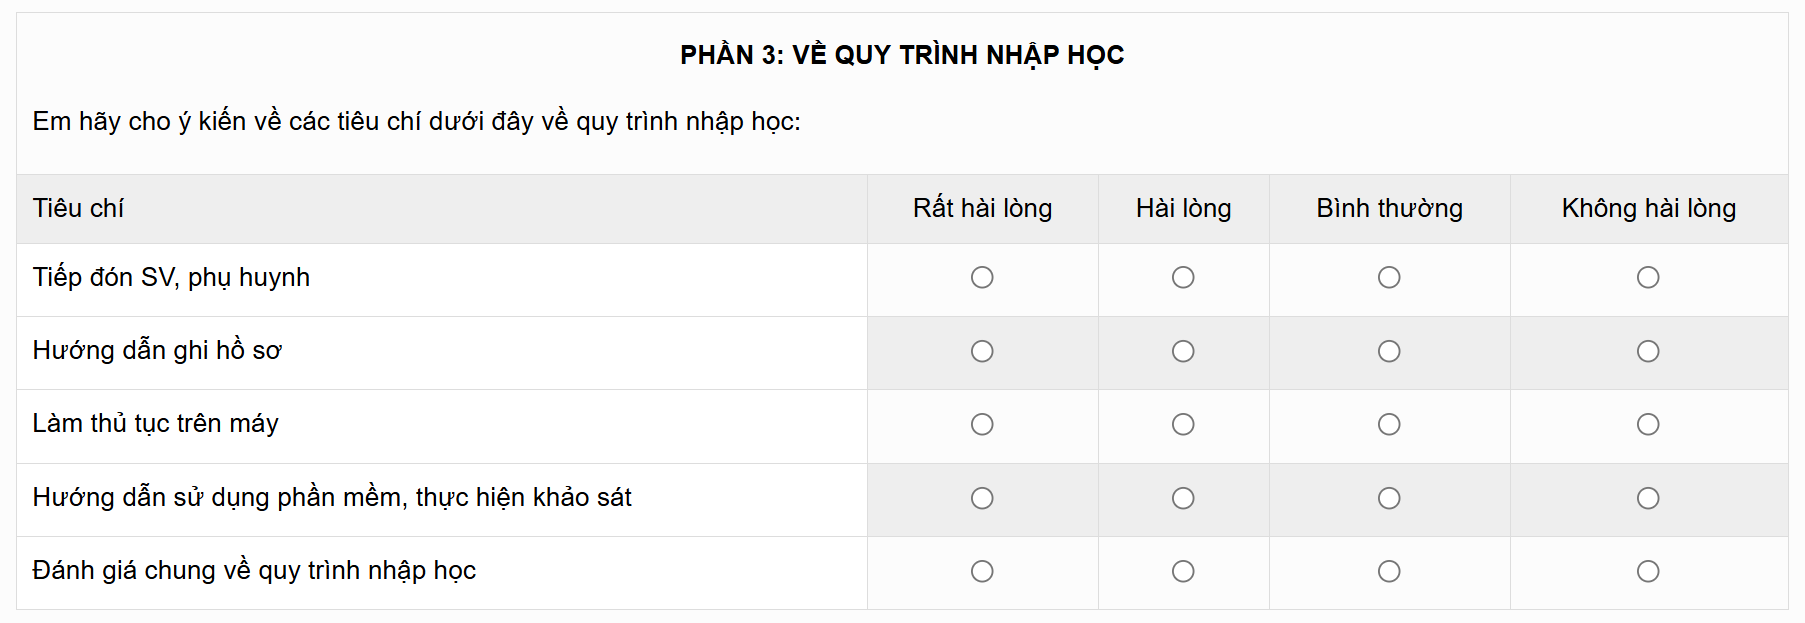 PHẦN 3: VỀ QUY TRÌNH NHẬP HỌC
Em hãy cho ý kiến về các tiêu chí dưới đây về quy trình nhập học:
Tiêu chí Rất hài lòng Hài lòng Bình thường Không hài lòng
Tiếp đón SV, phụ huynh
Hướng dẫn ghi hồ sơ
Làm thủ tục trên máy
Hướng dẫn sử dụng phần mềm, thực hiện khảo sát
Đánh giá chung về quy trình nhập học